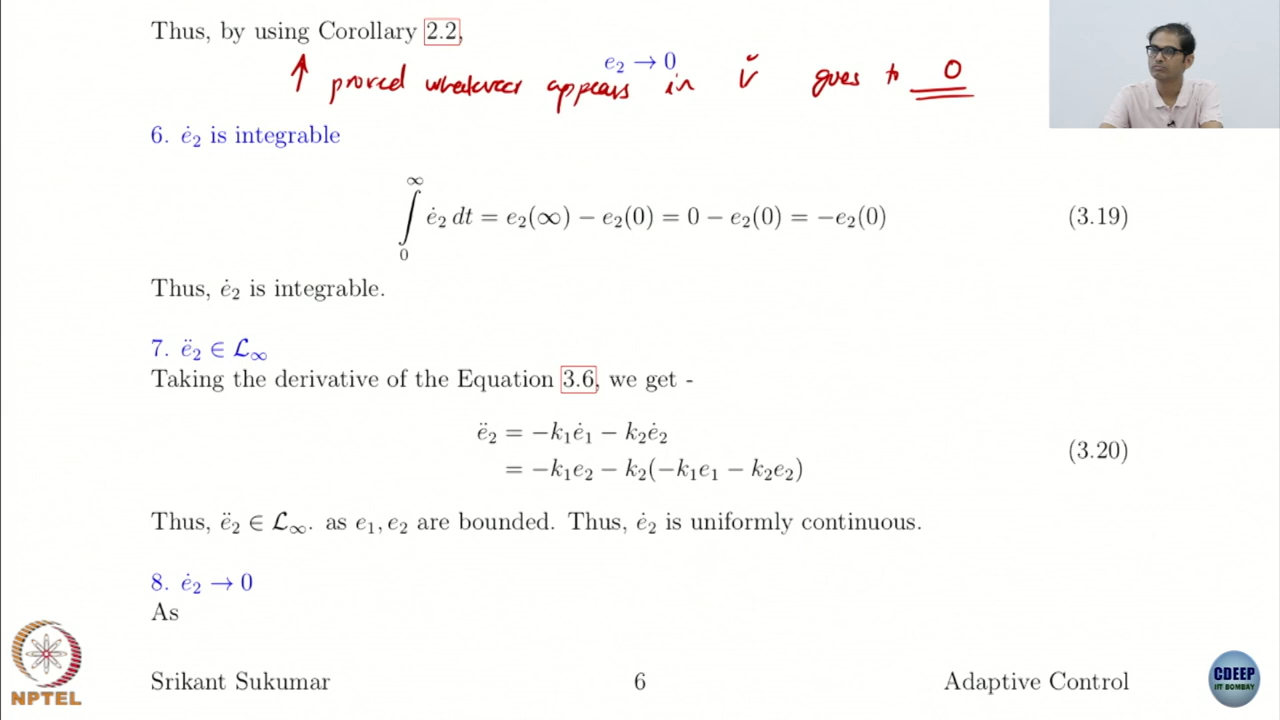 Thus, by using Corollary 2.2,
e₂ → 0
↑ proved whatever appears in V̇ goes to 0
6. ė₂ is integrable
∫₀^∞ ė₂ dt = e₂(∞) − e₂(0) = 0 − e₂(0) = −e₂(0) (3.19)
Thus, ė₂ is integrable.
7. ë₂ ∈ 𝓛∞
Taking the derivative of the Equation 3.6, we get -
ë₂ = −k₁ė₁ − k₂ė₂
= −k₁e₂ − k₂(−k₁e₁ − k₂e₂) (3.20)
Thus, ë₂ ∈ 𝓛∞. as e₁, e₂ are bounded. Thus, ė₂ is uniformly continuous.
8. ė₂ → 0
As
Srikant Sukumar 6 Adaptive Control
NPTEL
CDEEP
IIT BOMBAY